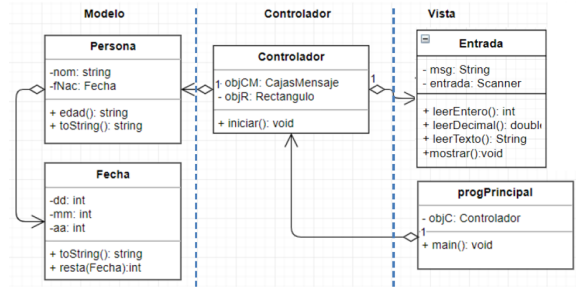 Modelo
Controlador
Vista
Persona
-nom: string
-fNac: Fecha
+ edad(): string
+ toString(): string
Fecha
-dd: int
-mm: int
-aa: int
+ toString(): string
+ resta(Fecha):int
Controlador
1
- objCM: CajasMensaje
- objR: Rectangulo
+ iniciar(): void
1
Entrada
- msg: String
- entrada: Scanner
+ leerEntero(): int
+ leerDecimal(): double
+ leerTexto(): String
+mostrar():void
progPrincipal
- objC: Controlador
1
+ main(): void